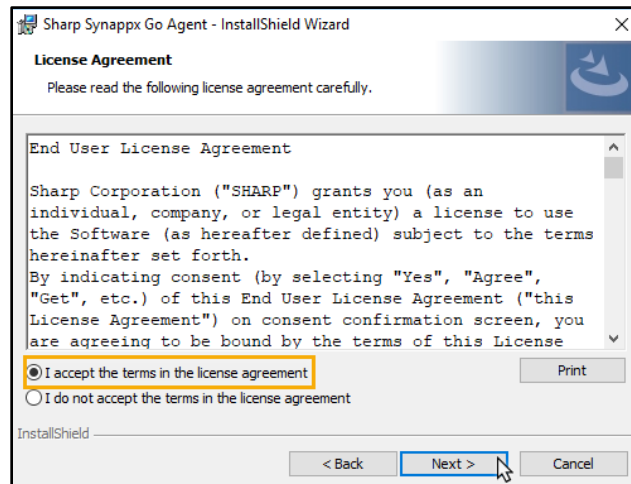 Sharp Synappx Go Agent - InstallShield Wizard
License Agreement
Please read the following license agreement carefully.
End User License Agreement
Sharp Corporation ("SHARP") grants you (as an
individual, company, or legal entity) a license to use
the Software (as hereafter defined) subject to the terms
hereinafter set forth.
By indicating consent (by selecting "Yes", "Agree",
"Get", etc.) of this End User License Agreement ("this
License Agreement") on consent confirmation screen, you
are agreeing to be bound by the terms of this License
I accept the terms in the license agreement
Print
I do not accept the terms in the license agreement
InstallShield
< Back
Next >
Cancel